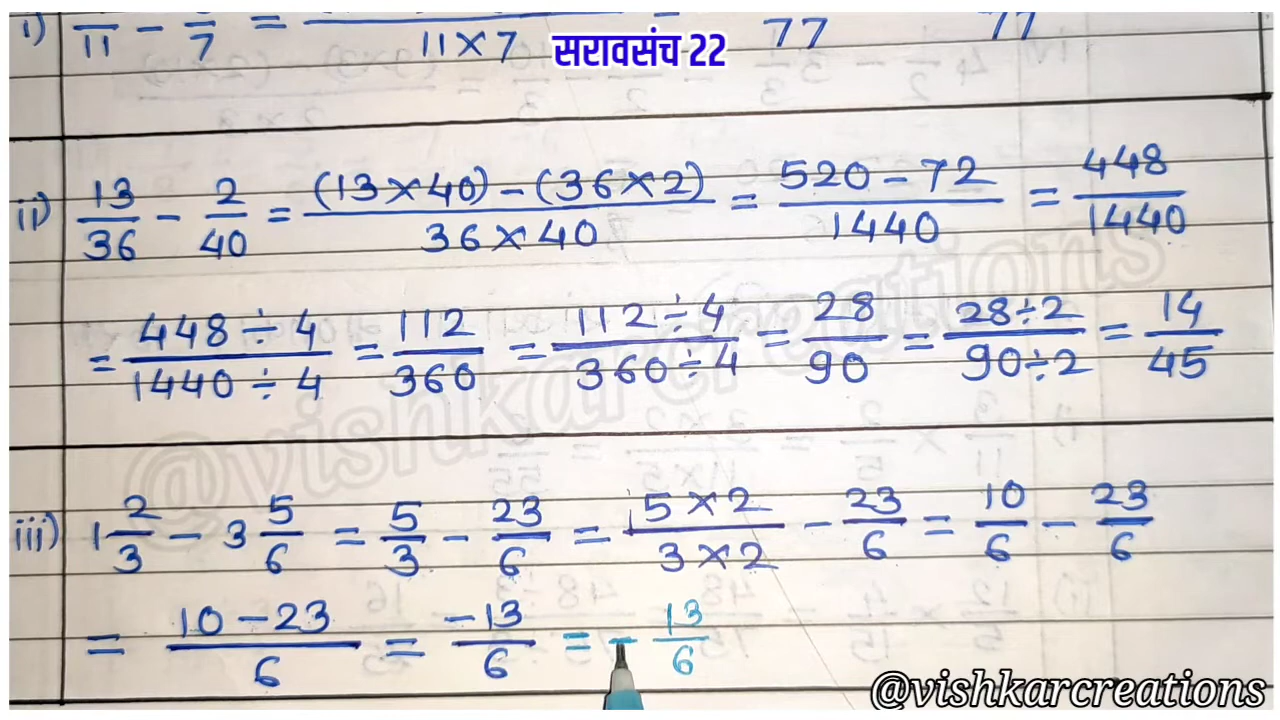 i) 11 - 7 = 11×7 77 77
सरावसंच 22
ii) 13/36 - 2/40 = (13×40) - (36×2)/36×40 = 520-72/1440 = 448/1440
= 448÷4/1440÷4 = 112/360 = 112÷4/360÷4 = 28/90 = 28÷2/90÷2 = 14/45
iii) 1 2/3 - 3 5/6 = 5/3 - 23/6 = 5×2/3×2 - 23/6 = 10/6 - 23/6
= 10-23/6 = -13/6 = - 13/6
@vishkarcreations
@vishkarcreations